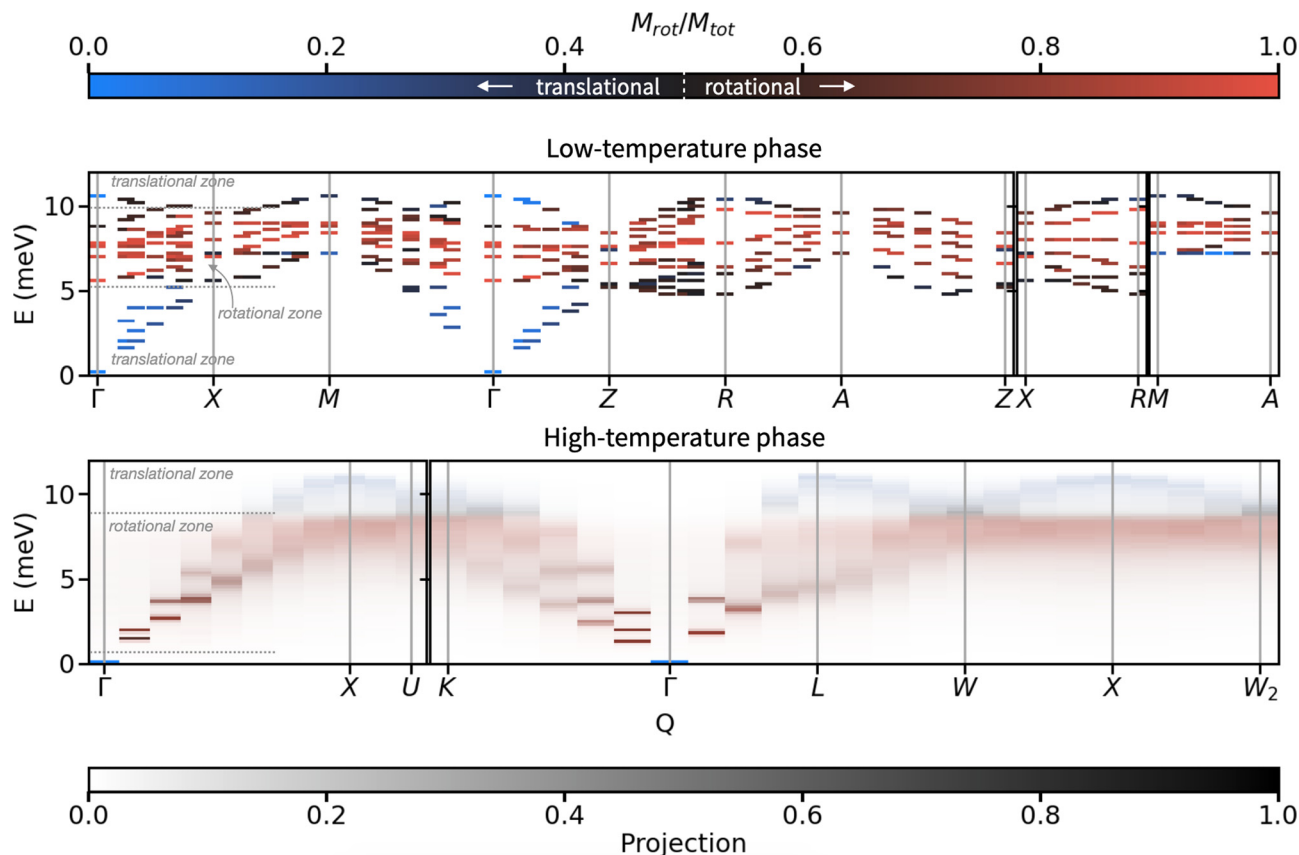 M_rot/M_tot
0.0 0.2 0.4 0.6 0.8 1.0
← translational rotational →
Low-temperature phase
translational zone
10
5
0
E (meV)
rotational zone
translational zone
Γ X M Γ Z R A Z X R M A
High-temperature phase
translational zone
rotational zone
10
5
0
E (meV)
Γ X U K Γ L W X W₂
Q
0.0 0.2 0.4 0.6 0.8 1.0
Projection